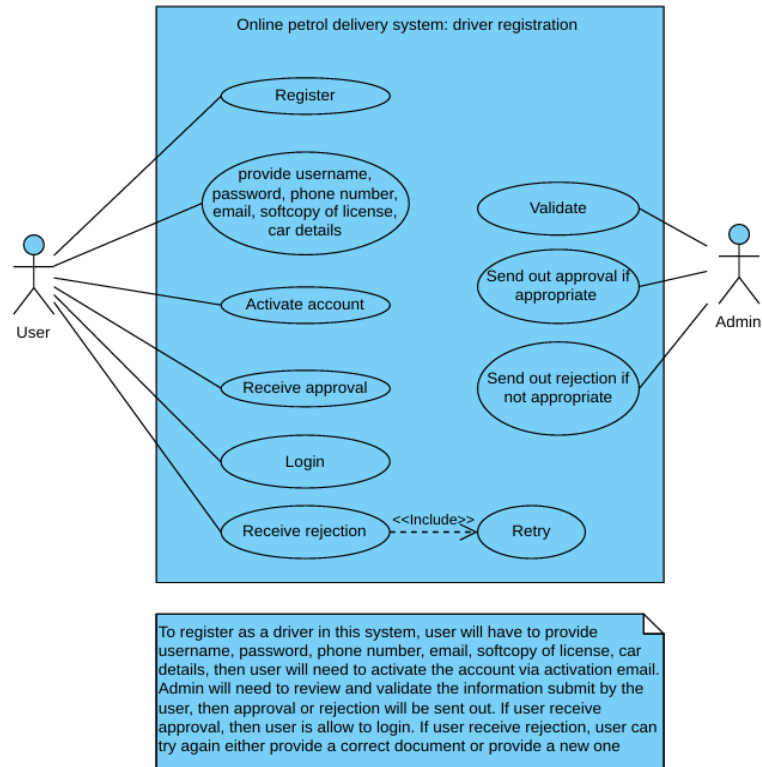 Online petrol delivery system: driver registration
Register
provide username,
password, phone number,
email, softcopy of license,
car details
Validate
Send out approval if
appropriate
Activate account
User
Admin
Send out rejection if
not appropriate
Receive approval
Login
Receive rejection
<<Include>>
Retry
To register as a driver in this system, user will have to provide
username, password, phone number, email, softcopy of license, car
details, then user will need to activate the account via activation email.
Admin will need to review and validate the information submit by the
user, then approval or rejection will be sent out. If user receive
approval, then user is allow to login. If user receive rejection, user can
try again either provide a correct document or provide a new one